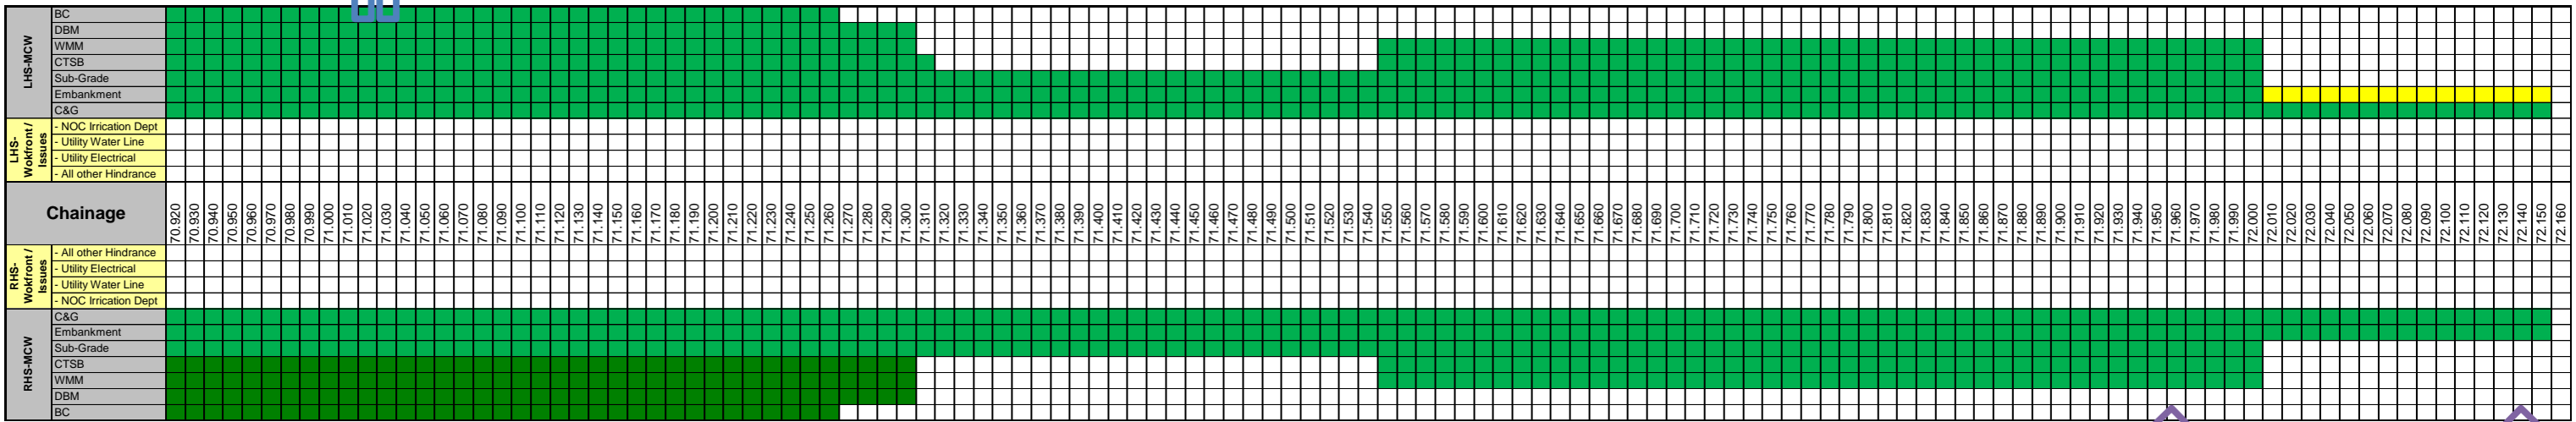 LHS-MCW
BC
DBM
WMM
CTSB
Sub-Grade
Embankment
C&G
LHS-
Wokfront /
Issues
- NOC Irrication Dept
- Utility Water Line
- Utility Electrical
- All other Hindrance
Chainage
70.920 70.930 70.940 70.950 70.960 70.970 70.980 70.990 71.000 71.010 71.020 71.030 71.040 71.050 71.060 71.070 71.080 71.090 71.100 71.110 71.120 71.130 71.140 71.150 71.160 71.170 71.180 71.190 71.200 71.210 71.220 71.230 71.240 71.250 71.260 71.270 71.280 71.290 71.300 71.310 71.320 71.330 71.340 71.350 71.360 71.370 71.380 71.390 71.400 71.410 71.420 71.430 71.440 71.450 71.460 71.470 71.480 71.490 71.500 71.510 71.520 71.530 71.540 71.550 71.560 71.570 71.580 71.590 71.600 71.610 71.620 71.630 71.640 71.650 71.660 71.670 71.680 71.690 71.700 71.710 71.720 71.730 71.740 71.750 71.760 71.770 71.780 71.790 71.800 71.810 71.820 71.830 71.840 71.850 71.860 71.870 71.880 71.890 71.900 71.910 71.920 71.930 71.940 71.950 71.960 71.970 71.980 71.990 72.000 72.010 72.020 72.030 72.040 72.050 72.060 72.070 72.080 72.090 72.100 72.110 72.120 72.130 72.140 72.150 72.160
RHS-
Wokfront /
Issues
- All other Hindrance
- Utility Electrical
- Utility Water Line
- NOC Irrication Dept
RHS-MCW
C&G
Embankment
Sub-Grade
CTSB
WMM
DBM
BC